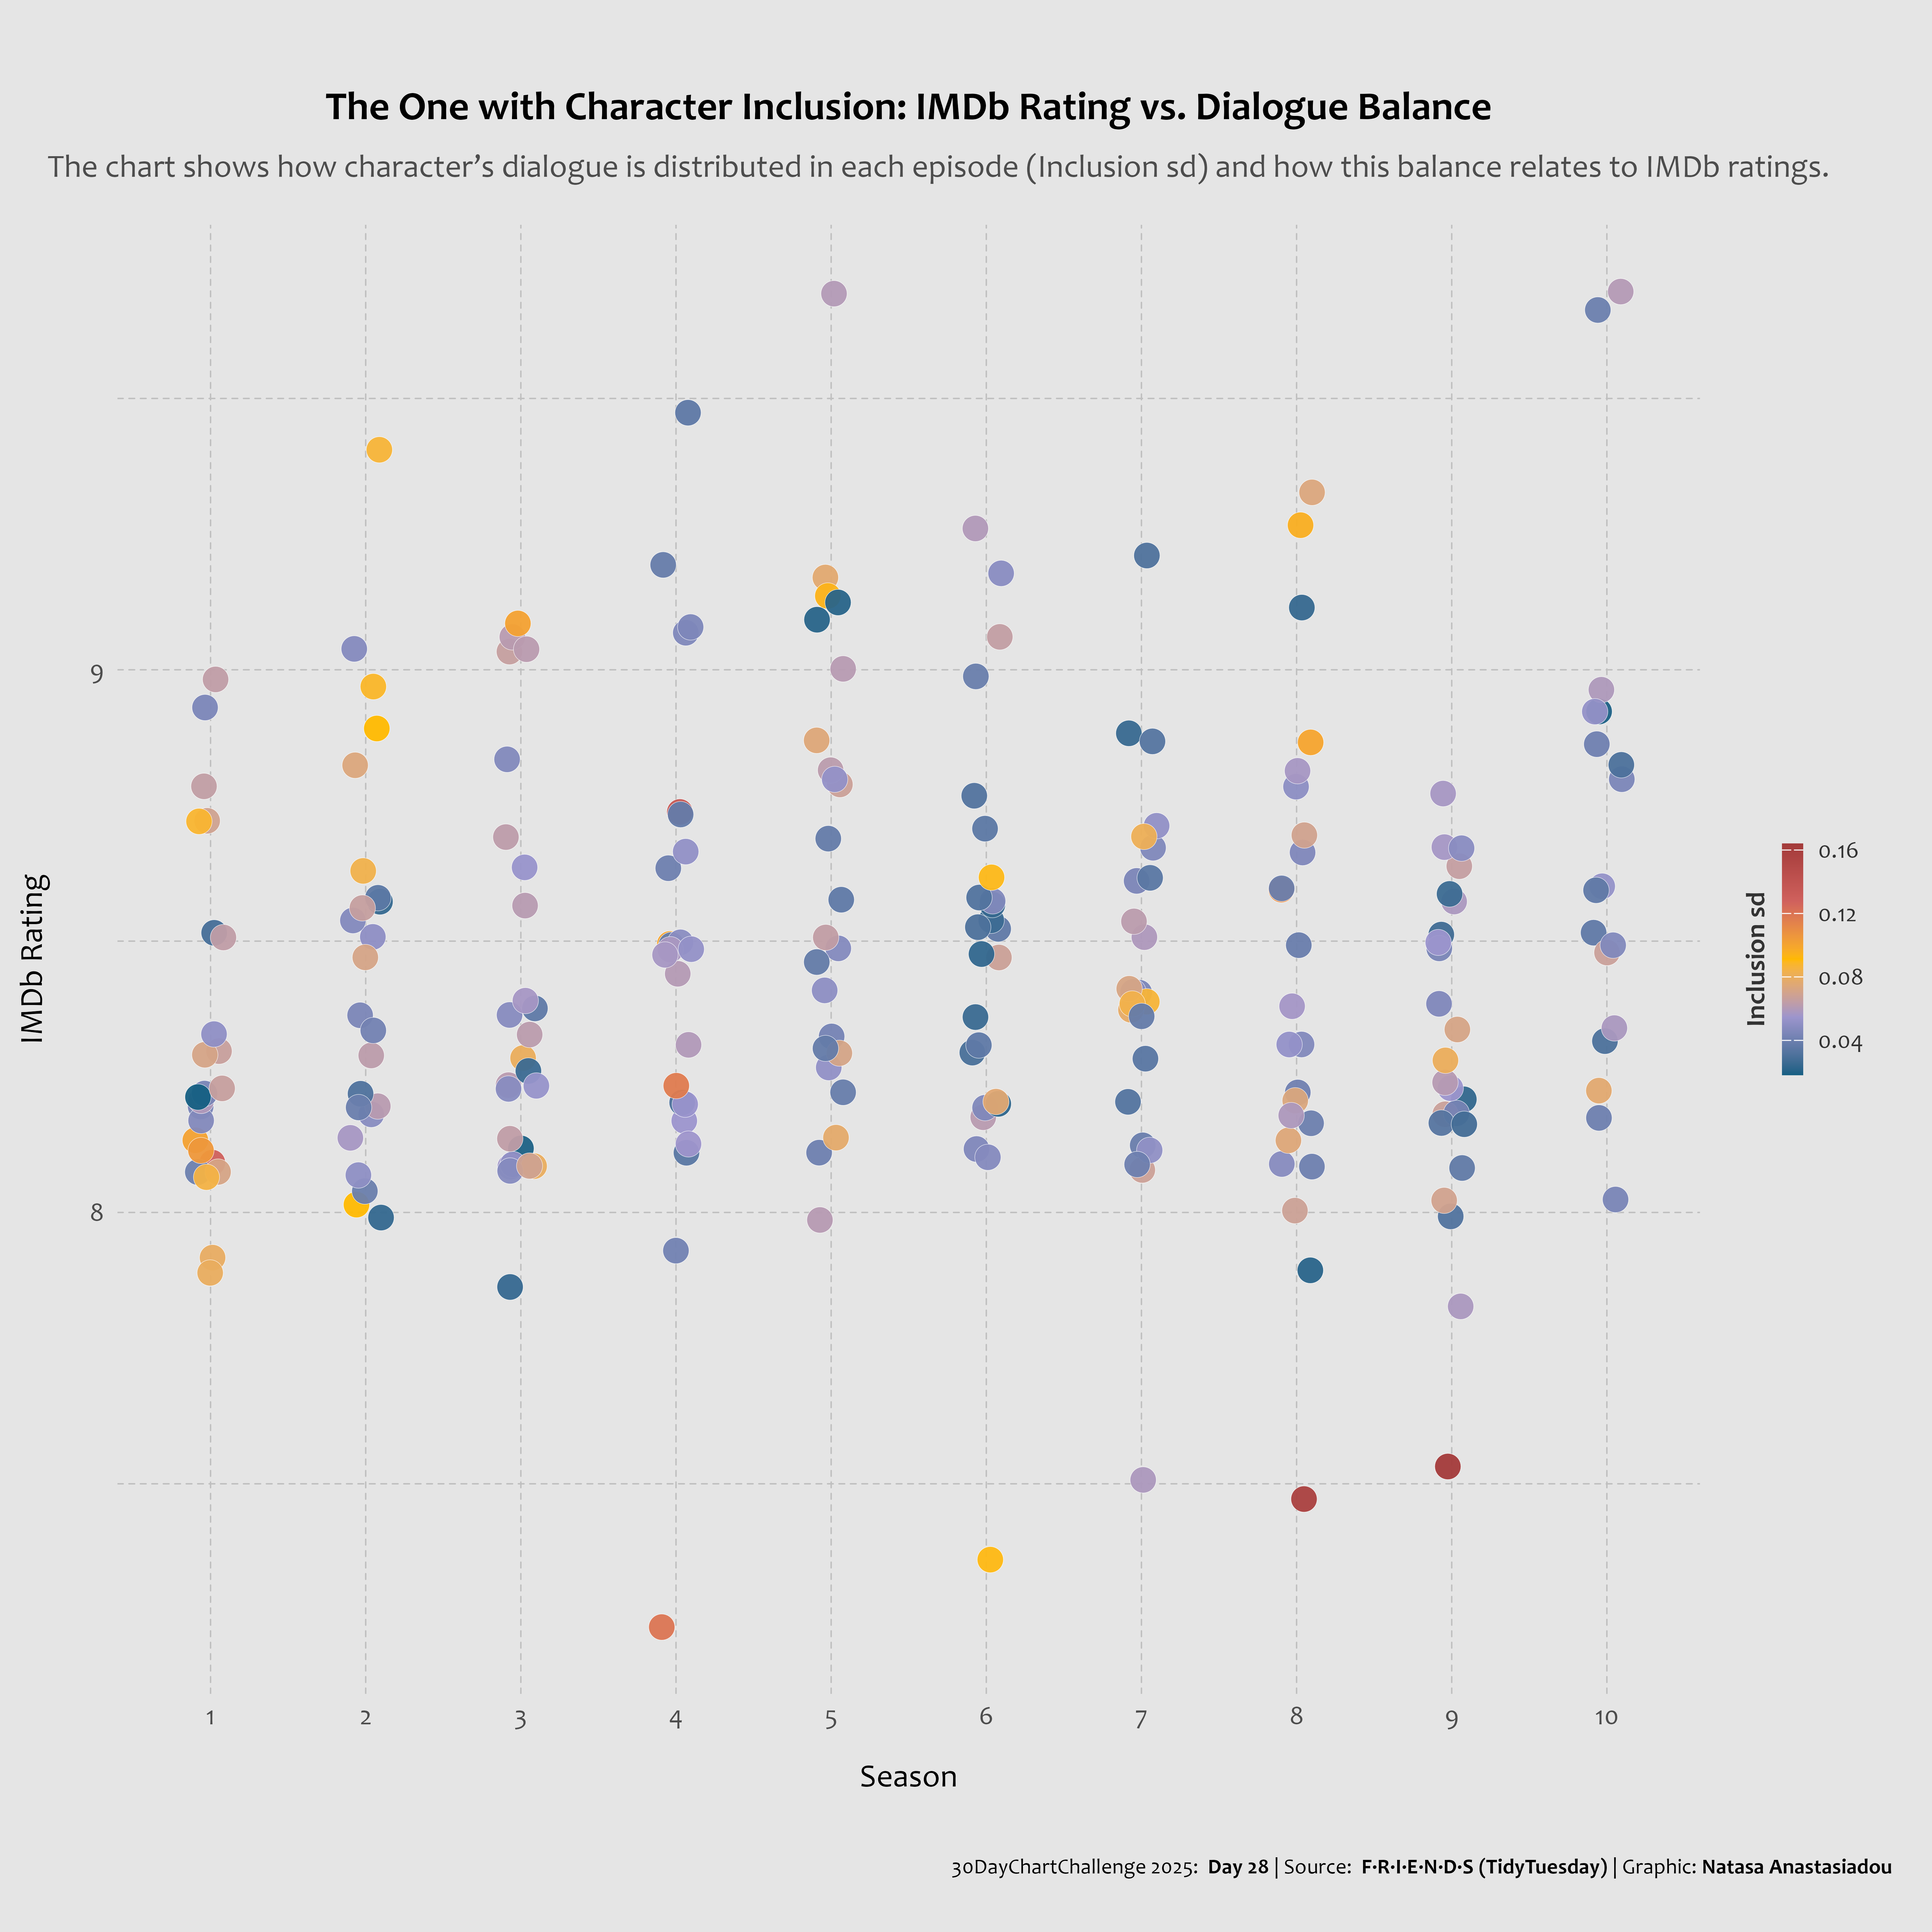 The One with Character Inclusion: IMDb Rating vs. Dialogue Balance
The chart shows how character’s dialogue is distributed in each episode (Inclusion sd) and how this balance relates to IMDb ratings.
9
8
IMDb Rating
1 2 3 4 5 6 7 8 9 10
Season
Inclusion sd
0.16
0.12
0.08
0.04
30DayChartChallenge 2025: Day 28 | Source: F·R·I·E·N·D·S (TidyTuesday) | Graphic: Natasa Anastasiadou